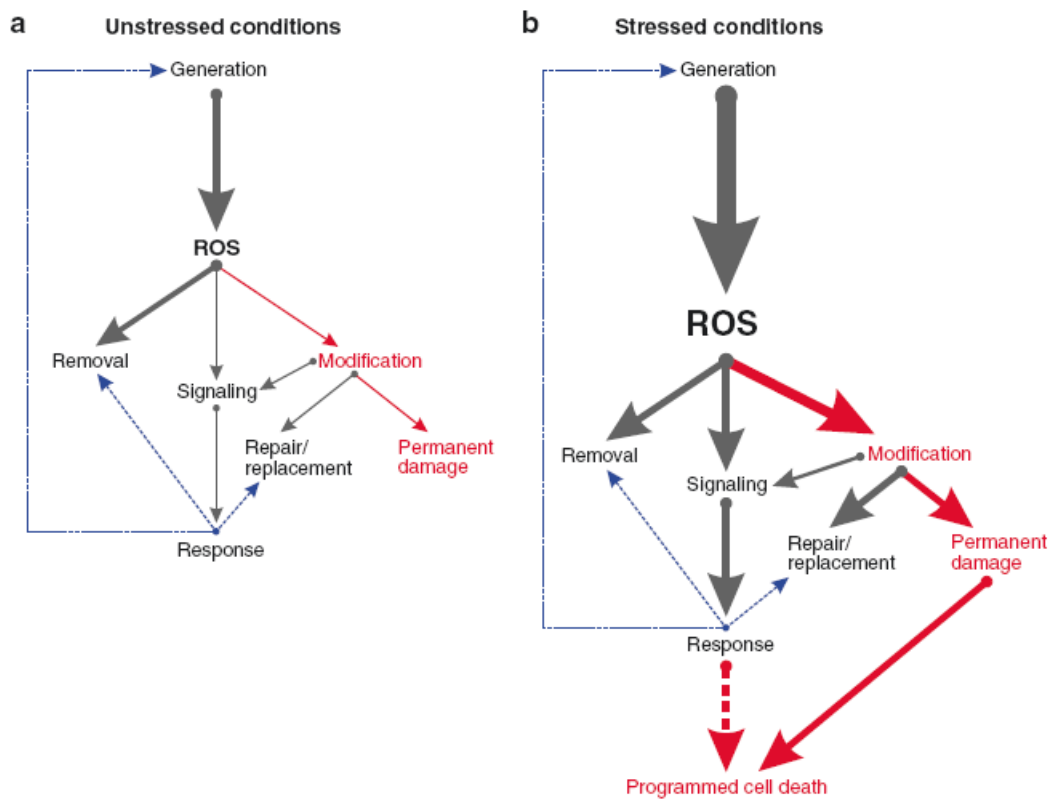 a Unstressed conditions
Generation
ROS
Removal
Modification
Signaling
Repair/
replacement
Permanent
damage
Response
b Stressed conditions
Generation
ROS
Removal
Modification
Signaling
Repair/
replacement
Permanent
damage
Response
Programmed cell death